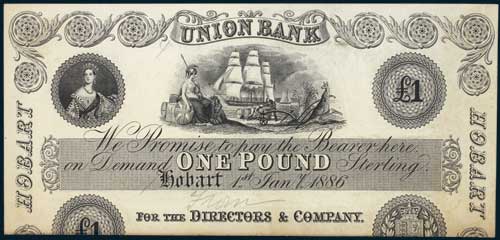 UNION BANK
£1
HOBART
HOBART
We Promise to pay the Bearer here
on Demand ONE POUND Sterling.
Hobart 1st Jany. 1886
FOR THE DIRECTORS & COMPANY.
£1